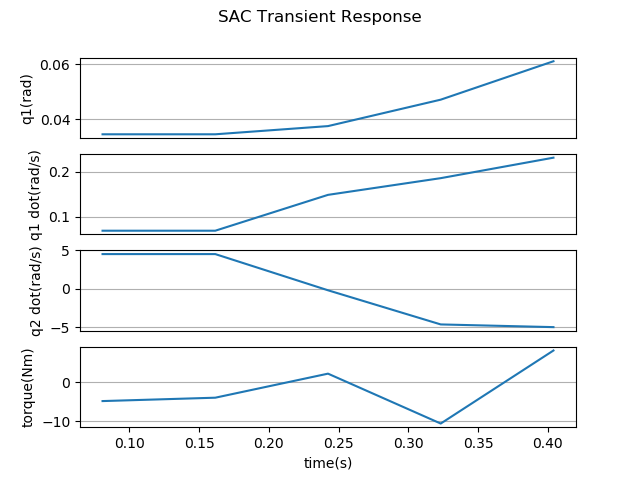 SAC Transient Response
q1(rad)
0.06
0.04
q1 dot(rad/s)
0.2
0.1
q2 dot(rad/s)
5
0
−5
torque(Nm)
0
−10
0.10 0.15 0.20 0.25 0.30 0.35 0.40
time(s)